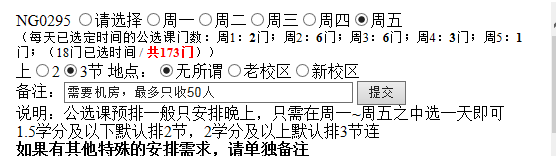 NG0295 ○请选择 ○周一 ○周二 ○周三 ○周四 ◉周五
（每天已选定时间的公选课门数：周1：2门；周2：6门；周3：6门；周4：3门；周5：1
门；（18门已选时间 / 共173门））
上 ○2 ◉3节 地点： ◉无所谓 ○老校区 ○新校区
备注： 需要机房，最多只收50人 提交
说明：公选课预排一般只安排晚上，只需在周一~周五之中选一天即可
1.5学分及以下默认排2节，2学分及以上默认排3节连
如果有其他特殊的安排需求，请单独备注